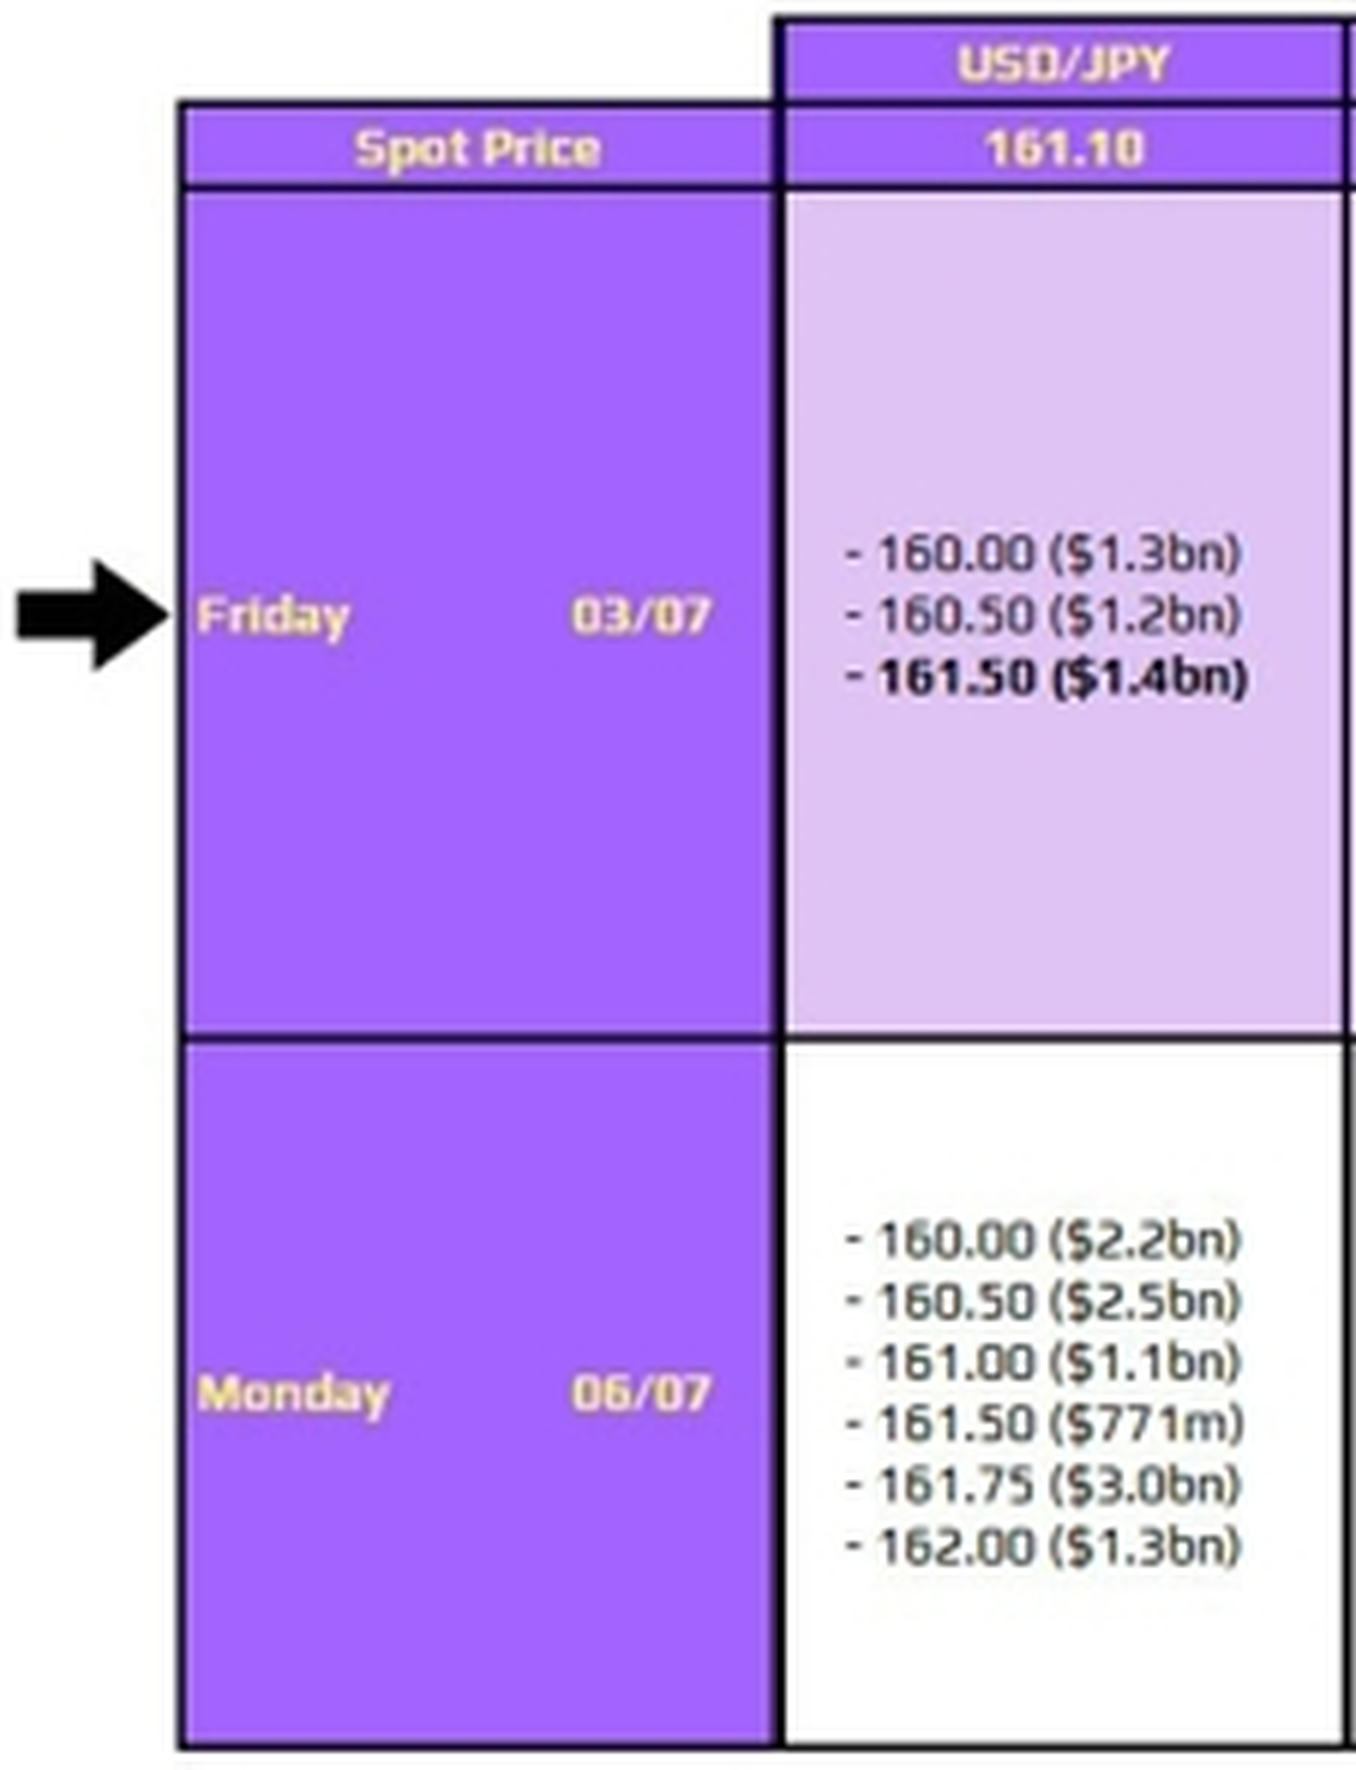 USD/JPY
Spot Price 161.10
Friday 03/07
- 160.00 ($1.3bn)
- 160.50 ($1.2bn)
- 161.50 ($1.4bn)
Monday 06/07
- 160.00 ($2.2bn)
- 160.50 ($2.5bn)
- 161.00 ($1.1bn)
- 161.50 ($771m)
- 161.75 ($3.0bn)
- 162.00 ($1.3bn)